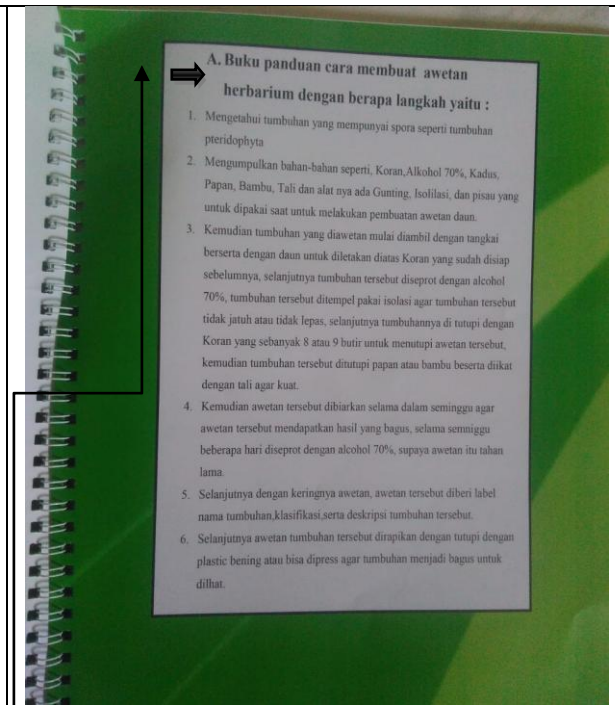 A. Buku panduan cara membuat awetan
herbarium dengan berapa langkah yaitu :
1. Mengetahui tumbuhan yang mempunyai spora seperti tumbuhan
pteridophyta
2. Mengumpulkan bahan-bahan seperti, Koran,Alkohol 70%, Kadus,
Papan, Bambu, Tali dan alat nya ada Gunting, Isolilasi, dan pisau yang
untuk dipakai saat untuk melakukan pembuatan awetan daun.
3. Kemudian tumbuhan yang diawetan mulai diambil dengan tangkai
berserta dengan daun untuk diletakan diatas Koran yang sudah disiap
sebelumnya, selanjutnya tumbuhan tersebut diseprot dengan alcohol
70%, tumbuhan tersebut ditempel pakai isolasi agar tumbuhan tersebut
tidak jatuh atau tidak lepas, selanjutnya tumbuhannya di tutupi dengan
Koran yang sebanyak 8 atau 9 butir untuk menutupi awetan tersebut,
kemudian tumbuhan tersebut ditutupi papan atau bambu beserta diikat
dengan tali agar kuat.
4. Kemudian awetan tersebut dibiarkan selama dalam seminggu agar
awetan tersebut mendapatkan hasil yang bagus, selama semniggu
beberapa hari diseprot dengan alcohol 70%, supaya awetan itu tahan
lama.
5. Selanjutnya dengan keringnya awetan, awetan tersebut diberi label
nama tumbuhan,klasifikasi,serta deskripsi tumbuhan tersebut.
6. Selanjutnya awetan tumbuhan tersebut dirapikan dengan tutupi dengan
plastic bening atau bisa dipress agar tumbuhan menjadi bagus untuk
dilhat.